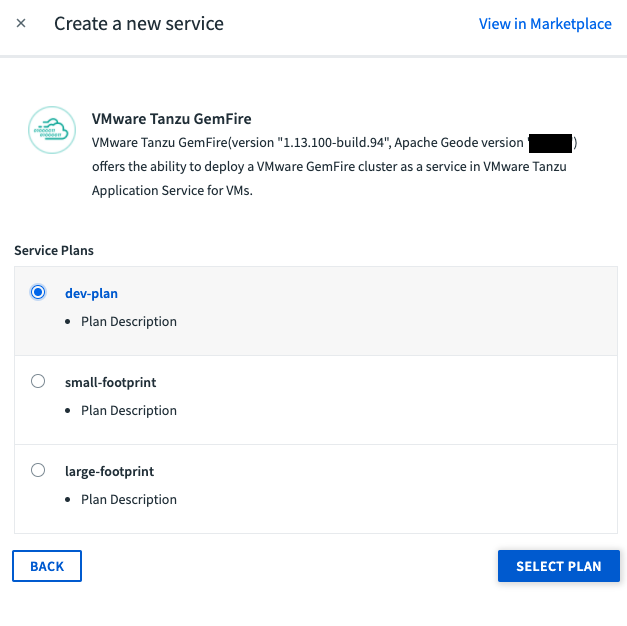 × Create a new service View in Marketplace
VMware Tanzu GemFire
VMware Tanzu GemFire(version "1.13.100-build.94", Apache Geode version " ")
offers the ability to deploy a VMware GemFire cluster as a service in VMware Tanzu
Application Service for VMs.
Service Plans
dev-plan
• Plan Description
small-footprint
• Plan Description
large-footprint
• Plan Description
BACK SELECT PLAN